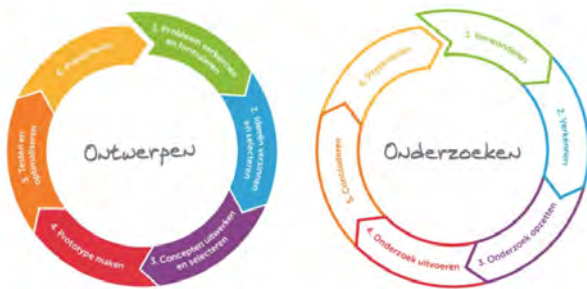 1. Probleem verkennen
en formuleren
2. Ideeën verzinnen
en selecteren
3. Concepten uitwerken
en selecteren
4. Prototype maken
5. Testen en
optimaliseren
6. Presenteren
Ontwerpen
1. Verwonderen
2. Verkennen
3. Onderzoek opzetten
4. Onderzoek uitvoeren
5. Concluderen
6. Presenteren
Onderzoeken